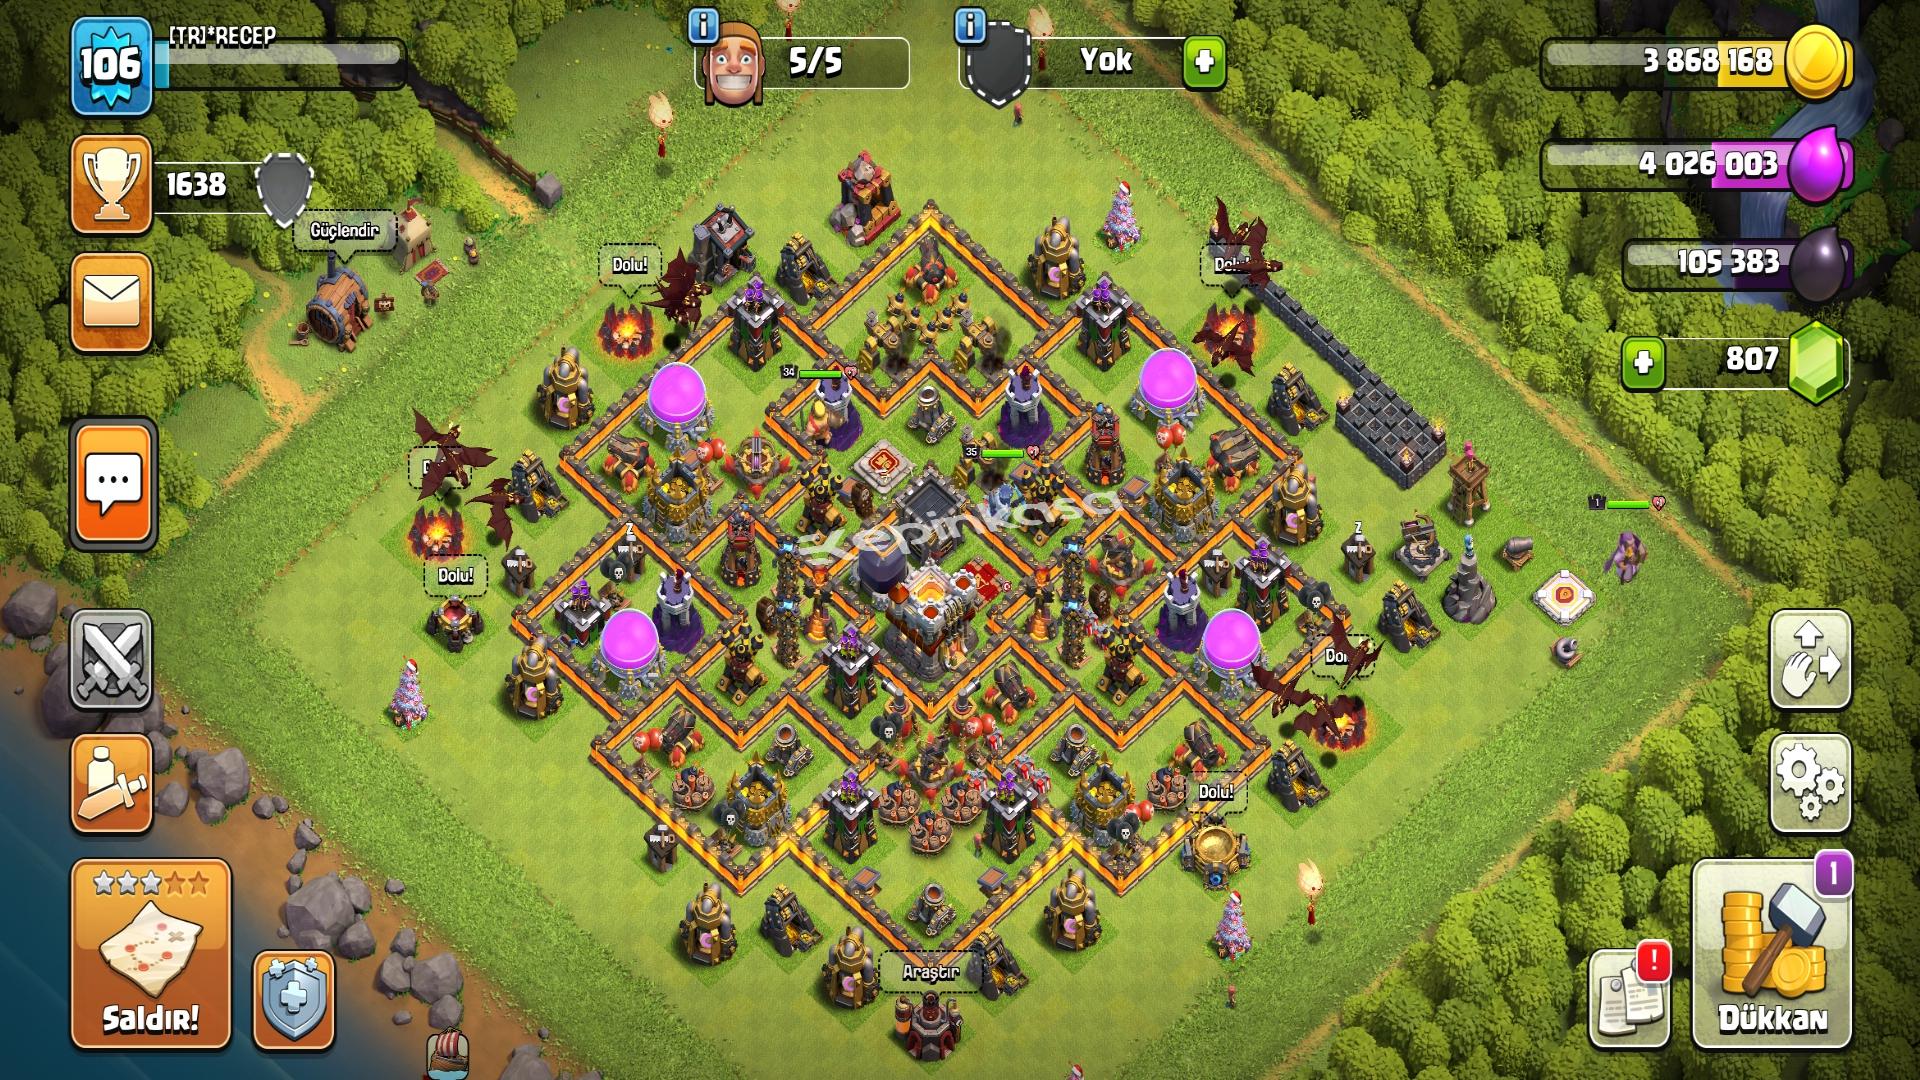 106
[TR]*RECEP
5/5
Yok
3 868 168
1638
4 026 003
Güçlendir
Dolu!
105 383
807
34
35
1
Dolu!
Dolu!
Araştır
1
Saldır!
Dükkan